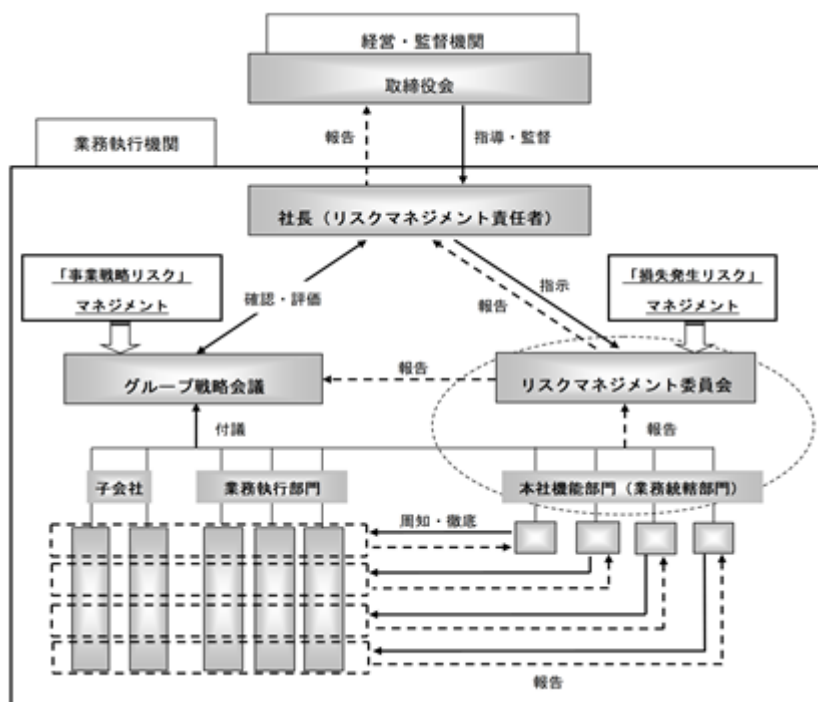 経営・監督機関
取締役会
報告
指導・監督
業務執行機関
社長（リスクマネジメント責任者）
「事業戦略リスク」
マネジメント
「損失発生リスク」
マネジメント
確認・評価
指示
報告
グループ戦略会議
報告
リスクマネジメント委員会
付議
報告
子会社
業務執行部門
本社機能部門（業務統轄部門）
周知・徹底
報告